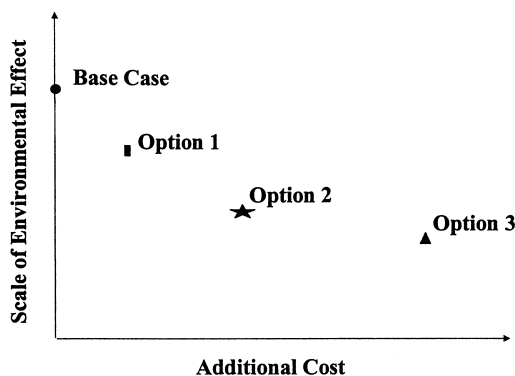 Scale of Environmental Effect
Base Case
Option 1
Option 2
Option 3
Additional Cost